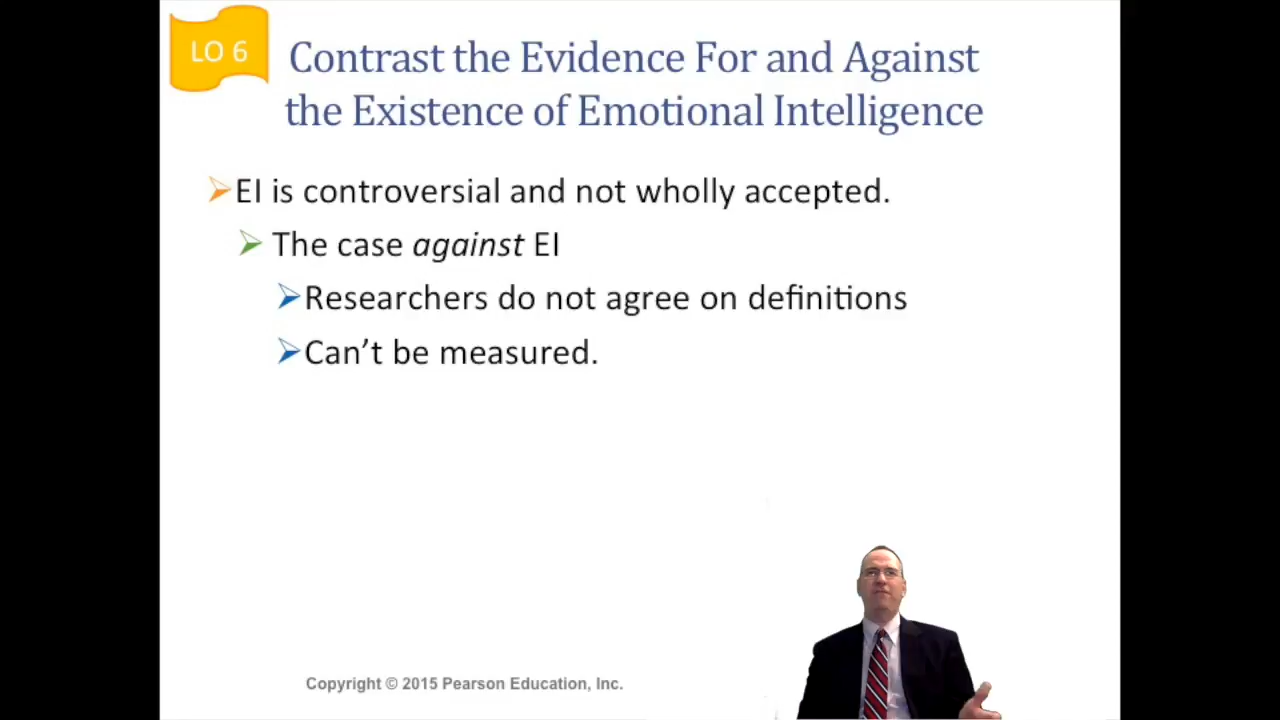 LO 6
Contrast the Evidence For and Against
the Existence of Emotional Intelligence
EI is controversial and not wholly accepted.
The case against EI
Researchers do not agree on definitions
Can’t be measured.
Copyright © 2015 Pearson Education, Inc.